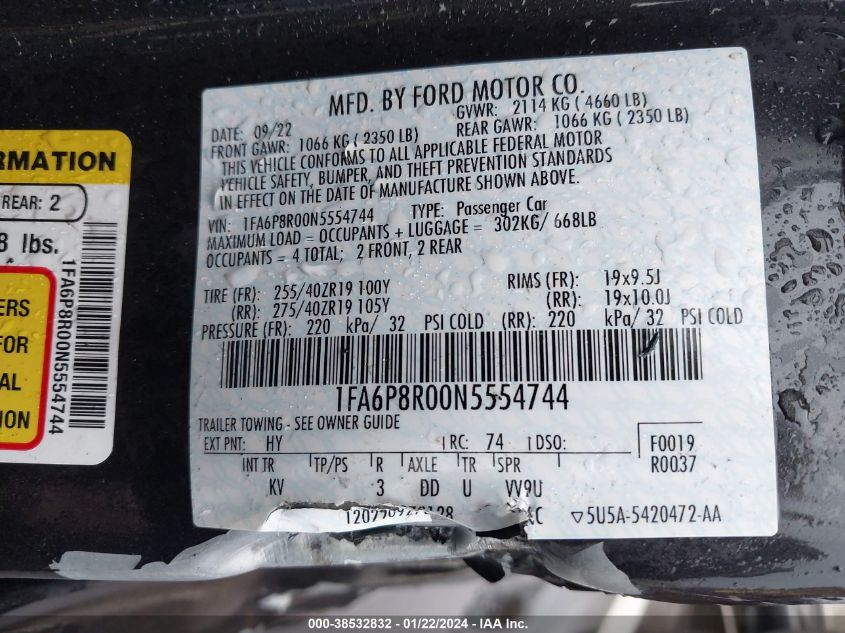 MFD. BY FORD MOTOR CO.
DATE: 09/22 GVWR: 2114 KG ( 4660 LB)
FRONT GAWR: 1066 KG ( 2350 LB) REAR GAWR: 1066 KG ( 2350 LB)
THIS VEHICLE CONFORMS TO ALL APPLICABLE FEDERAL MOTOR
VEHICLE SAFETY, BUMPER, AND THEFT PREVENTION STANDARDS
IN EFFECT ON THE DATE OF MANUFACTURE SHOWN ABOVE.
VIN: 1FA6P8R00N5554744 TYPE: Passenger Car
MAXIMUM LOAD = OCCUPANTS + LUGGAGE = 302KG/ 668LB
OCCUPANTS = 4 TOTAL; 2 FRONT, 2 REAR
TIRE (FR): 255/40ZR19 100Y RIMS (FR): 19x9.5J
(RR): 275/40ZR19 105Y (RR): 19x10.0J
PRESSURE (FR): 220 kPa/ 32 PSI COLD (RR): 220 kPa/ 32 PSI COLD
1FA6P8R00N5554744
TRAILER TOWING - SEE OWNER GUIDE
EXT PNT: HY RC: 74 DSO: F0019
R0037
INT TR TP/PS R AXLE TR SPR
KV 3 DD U VV9U
▽5U5A-5420472-AA
RMATION
REAR: 2
8 lbs.
1FA6P8R00N5554744
ERS
FOR
AL
ION
000-38532832 - 01/22/2024 - IAA Inc.